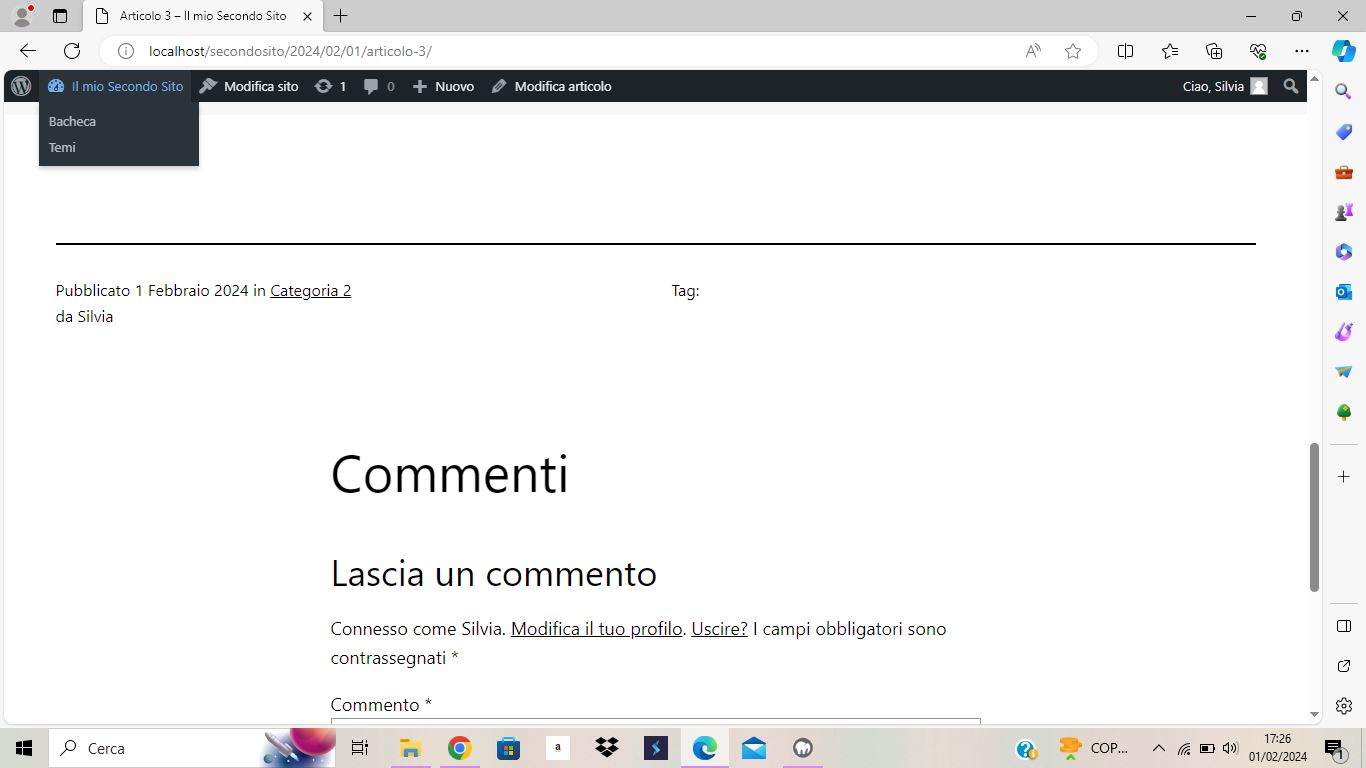 Articolo 3 – Il mio Secondo Sito
localhost/secondosito/2024/02/01/articolo-3/
Il mio Secondo Sito Modifica sito 1 0 Nuovo Modifica articolo Ciao, Silvia
Bacheca
Temi
Pubblicato 1 Febbraio 2024 in Categoria 2
da Silvia
Tag:
Commenti
Lascia un commento
Connesso come Silvia. Modifica il tuo profilo. Uscire? I campi obbligatori sono
contrassegnati *
Commento *
Cerca
a
COP...
17:26
01/02/2024
1